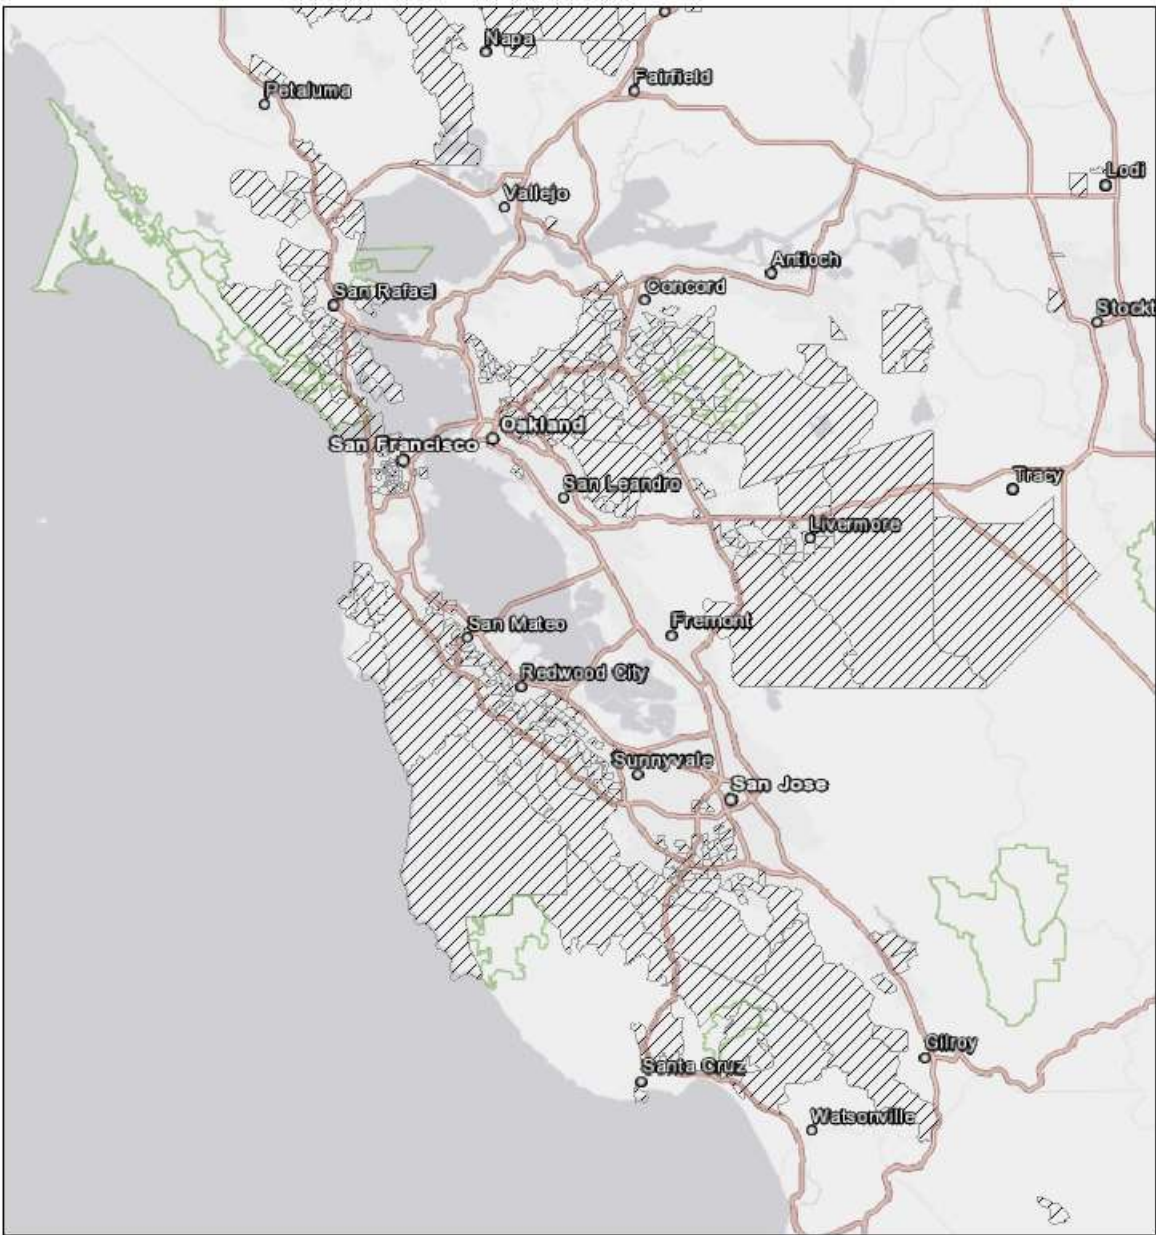 Napa
Fairfield
Petaluma
Lodi
Vallejo
Antioch
San Rafael
Concord
Stockt
Oakland
San Francisco
Tracy
San Leandro
Livermore
Fremont
San Mateo
Redwood City
Sunnyvale
San Jose
Gilroy
Santa Cruz
Watsonville